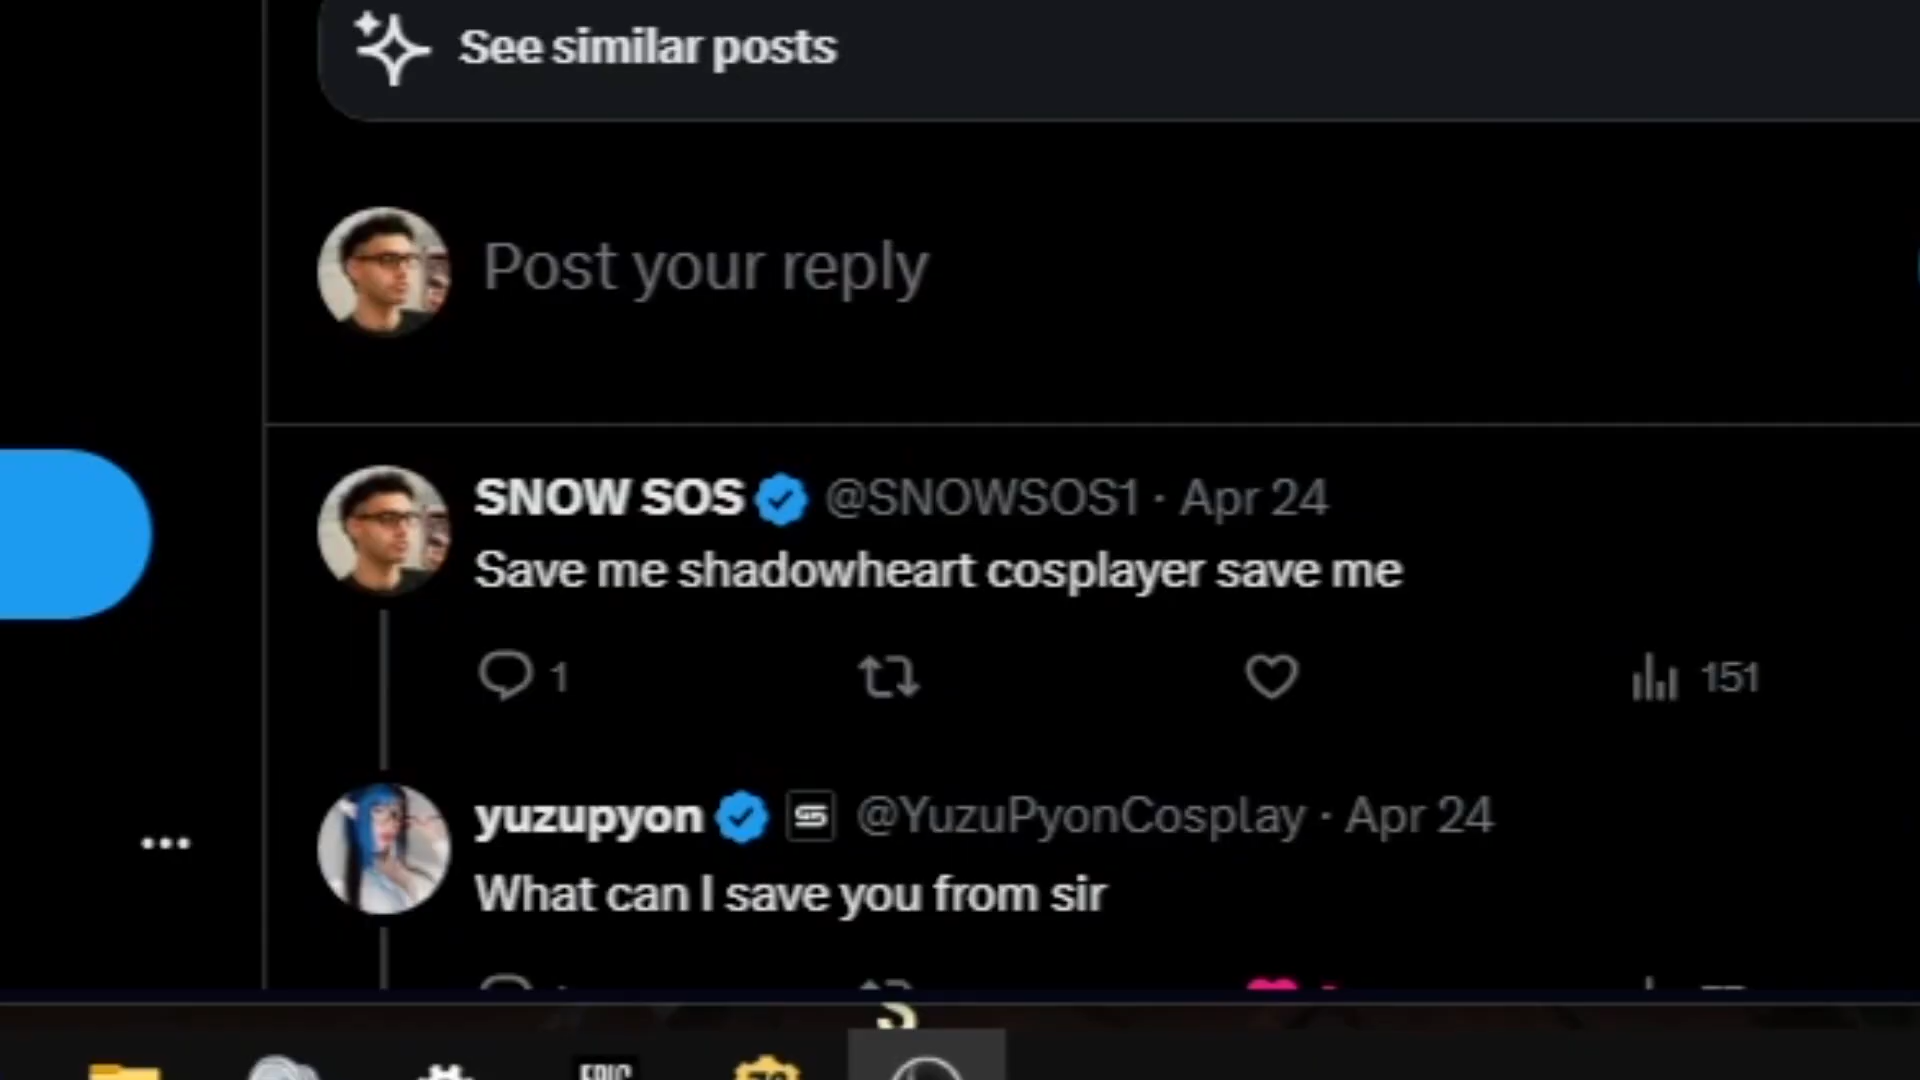 See similar posts
Post your reply
SNOW SOS @SNOWSOS1 · Apr 24
Save me shadowheart cosplayer save me
1 151
yuzupyon @YuzuPyonCosplay · Apr 24
What can I save you from sir
S
EPIC